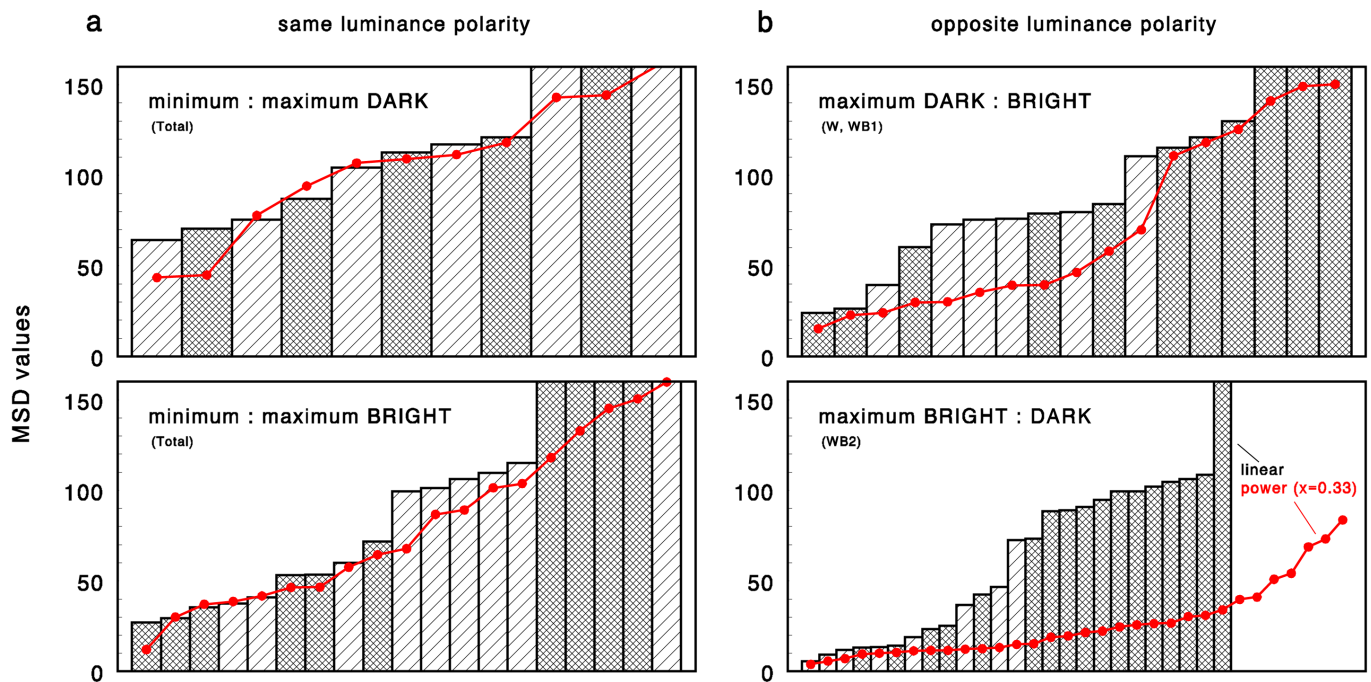 a
same luminance polarity
b
opposite luminance polarity
MSD values
150
100
50
0
minimum : maximum DARK
(Total)
150
100
50
0
maximum DARK : BRIGHT
(W, WB1)
150
100
50
0
minimum : maximum BRIGHT
(Total)
150
100
50
0
maximum BRIGHT : DARK
(WB2)
linear
power (x=0.33)